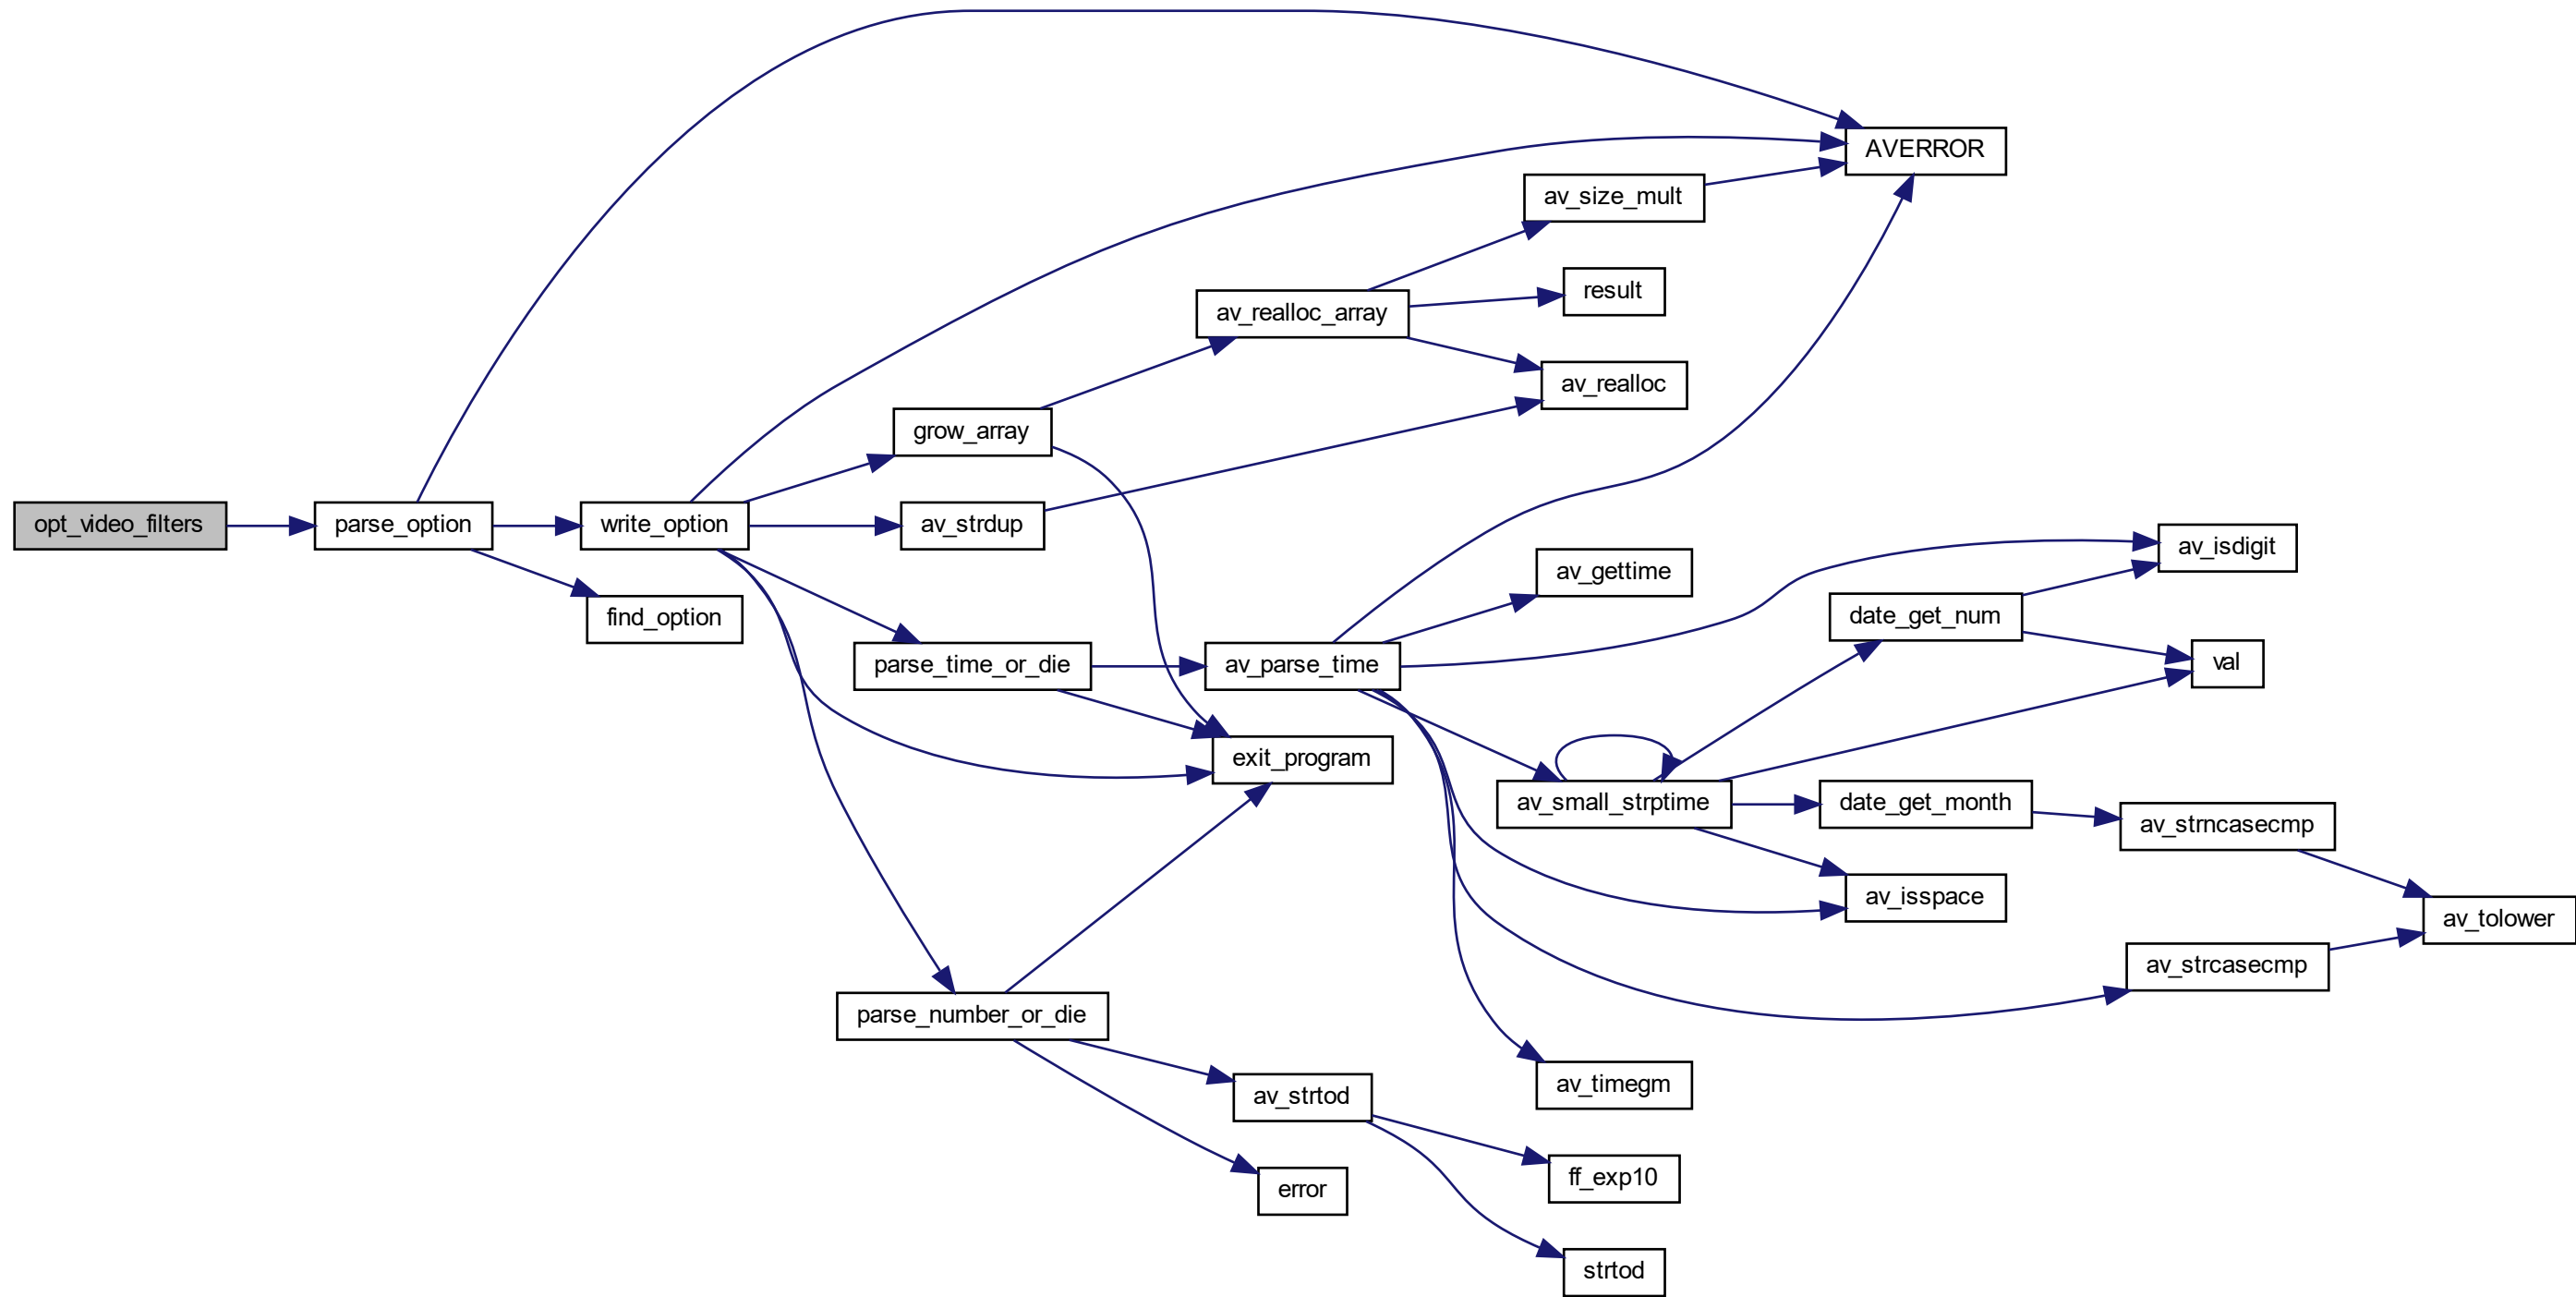 AVERROR
av_size_mult
result
av_realloc_array
av_realloc
grow_array
opt_video_filters
parse_option
write_option
av_strdup
av_isdigit
av_gettime
date_get_num
find_option
val
parse_time_or_die
av_parse_time
exit_program
av_small_strptime
date_get_month
av_strncasecmp
av_isspace
av_tolower
av_strcasecmp
parse_number_or_die
av_timegm
av_strtod
ff_exp10
error
strtod